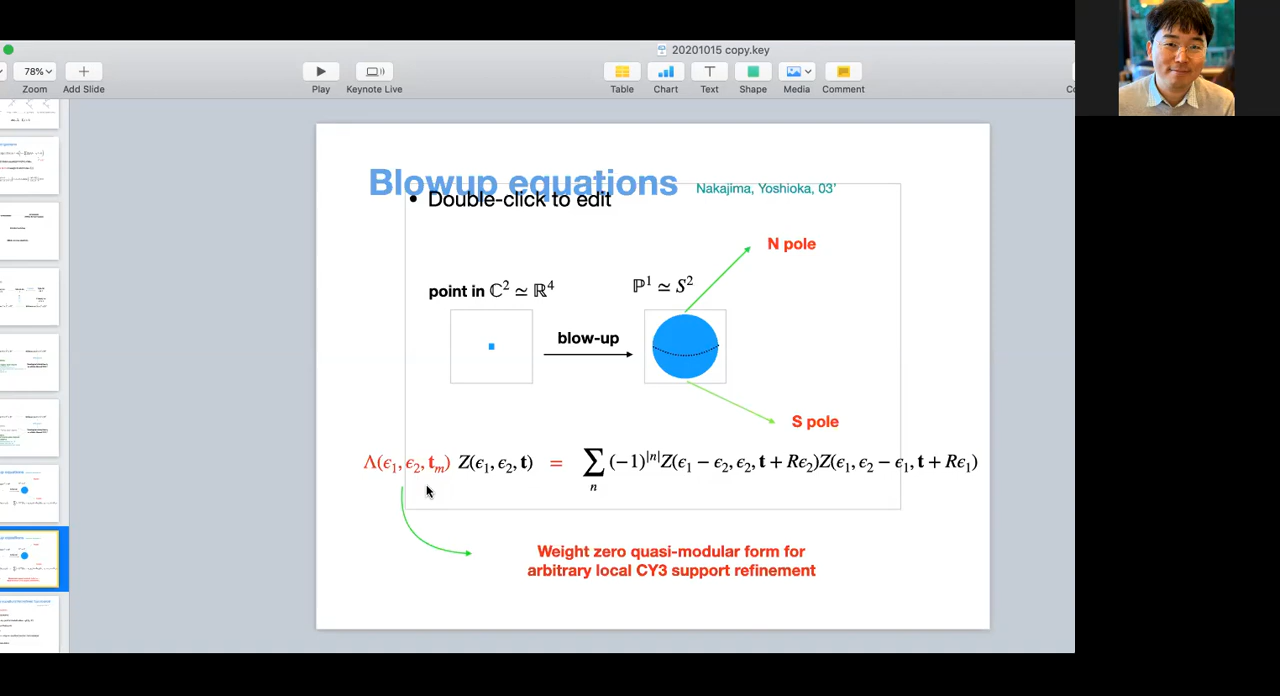 20201015 copy.key
78%
Zoom
Add Slide
Play
Keynote Live
Table
Chart
Text
Shape
Media
Comment
Blowup equations
Nakajima, Yoshioka, 03’
• Double-click to edit
N pole
point in ℂ² ≃ ℝ⁴
ℙ¹ ≃ S²
blow-up
S pole
Λ(ϵ₁, ϵ₂, tₘ) Z(ϵ₁, ϵ₂, t) = ∑ₙ (−1)^|n| Z(ϵ₁ − ϵ₂, ϵ₂, t + Rϵ₂)Z(ϵ₁, ϵ₂ − ϵ₁, t + Rϵ₁)
Weight zero quasi-modular form for
arbitrary local CY3 support refinement